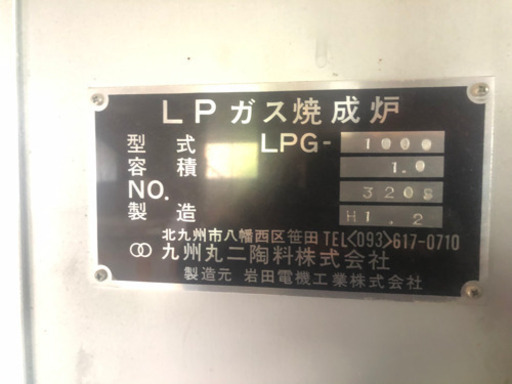 LPガス焼成炉
型式 LPG-1000
容積 1.0
NO. 320S
製造 H1.2
北九州市八幡西区笹田 TEL<093>617-0710
九州丸二陶料株式会社
製造元 岩田電機工業株式会社